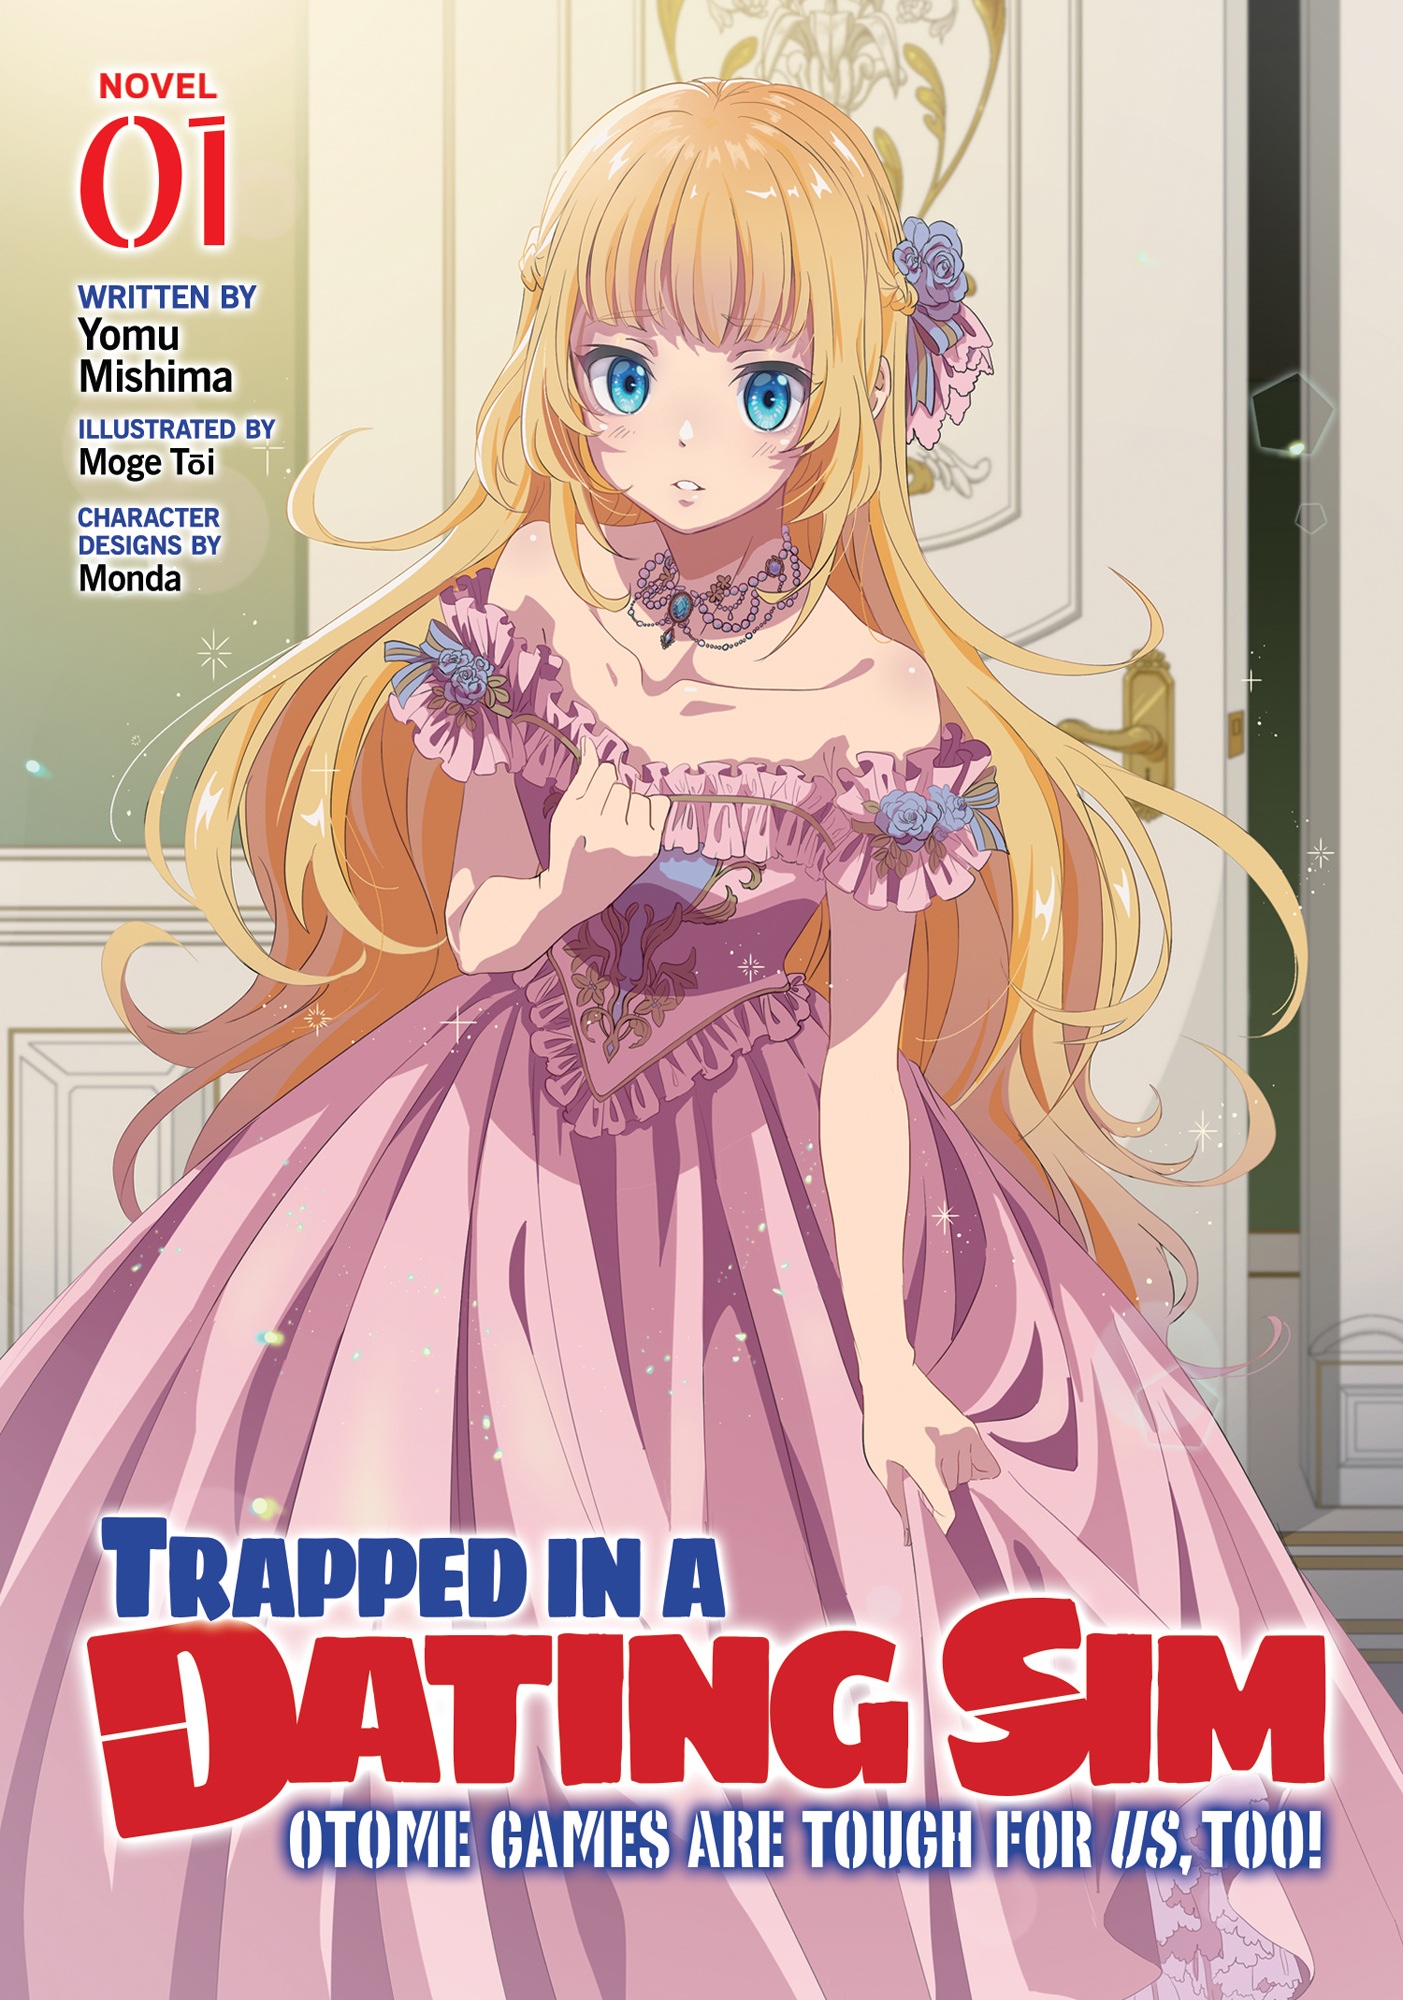 NOVEL
01
WRITTEN BY
Yomu
Mishima
ILLUSTRATED BY
Moge Tōi
CHARACTER
DESIGNS BY
Monda
TRAPPED IN A
DATING SIM
OTOME GAMES ARE TOUGH FOR US, TOO!